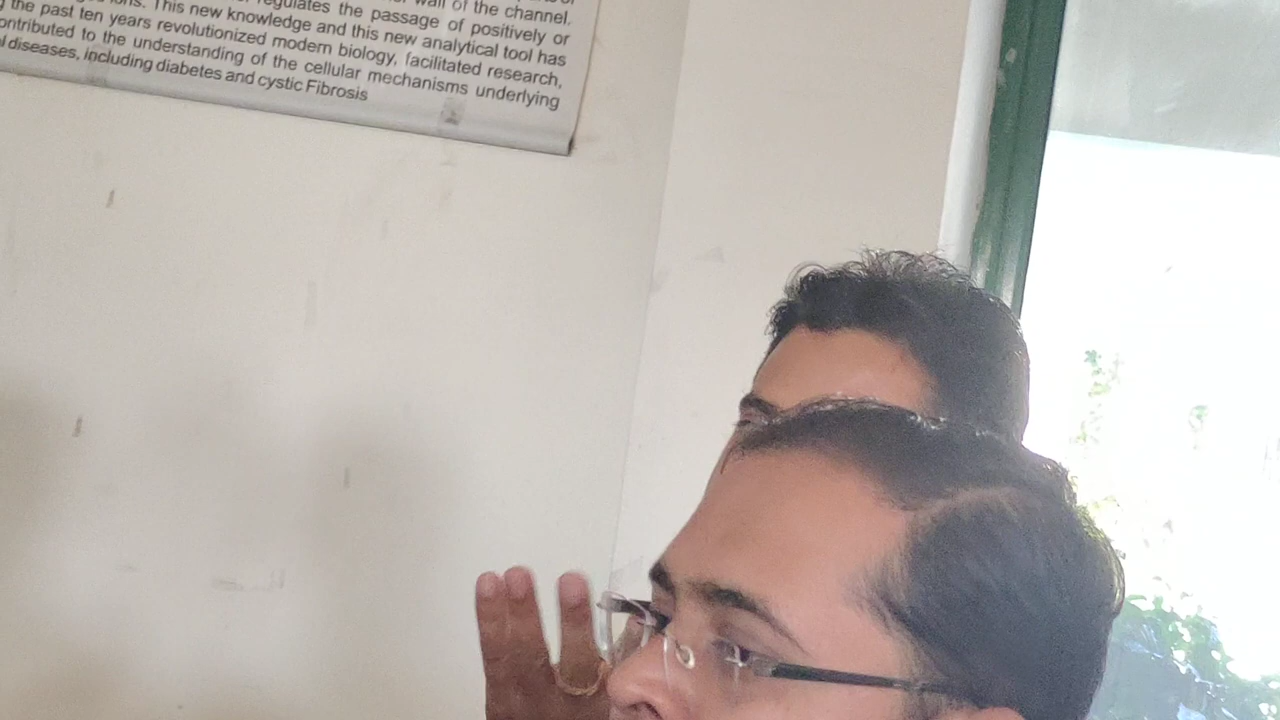 wall of the channel,
regulates the passage of positively or
ions. This new knowledge and this new analytical tool has
the past ten years revolutionized modern biology, facilitated research,
contributed to the understanding of the cellular mechanisms underlying
diseases, including diabetes and cystic Fibrosis